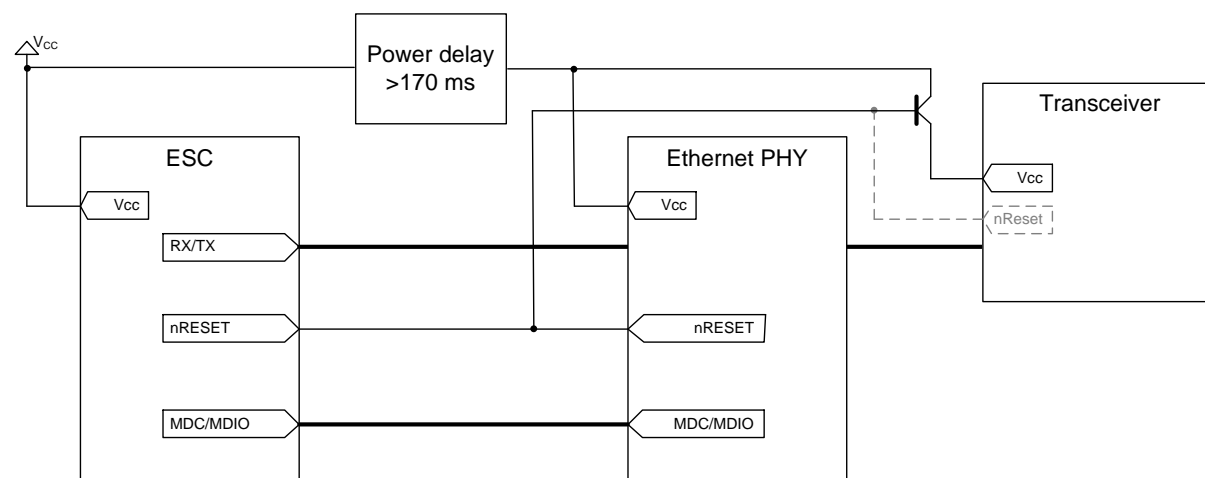 VCC
Power delay
>170 ms
Transceiver
ESC
Ethernet PHY
Vcc
Vcc
Vcc
nReset
RX/TX
nRESET
nRESET
MDC/MDIO
MDC/MDIO